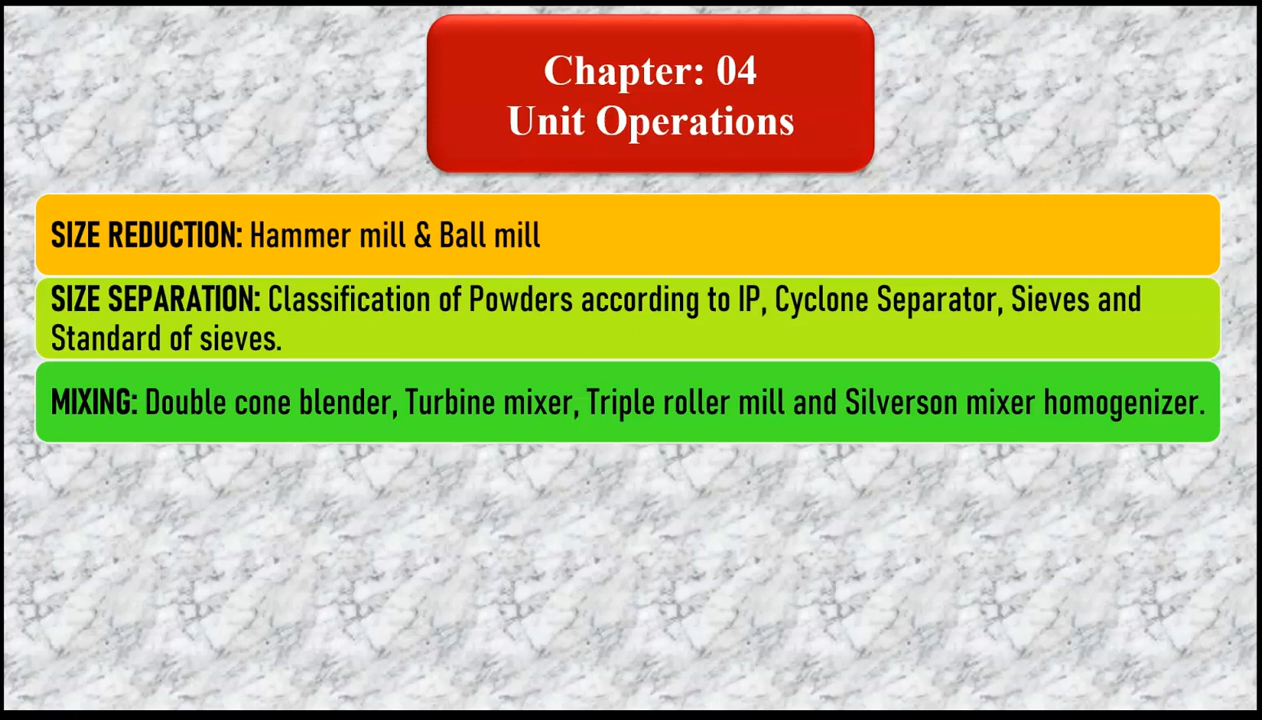 Chapter: 04
Unit Operations
SIZE REDUCTION: Hammer mill & Ball mill
SIZE SEPARATION: Classification of Powders according to IP, Cyclone Separator, Sieves and
Standard of sieves.
MIXING: Double cone blender, Turbine mixer, Triple roller mill and Silverson mixer homogenizer.